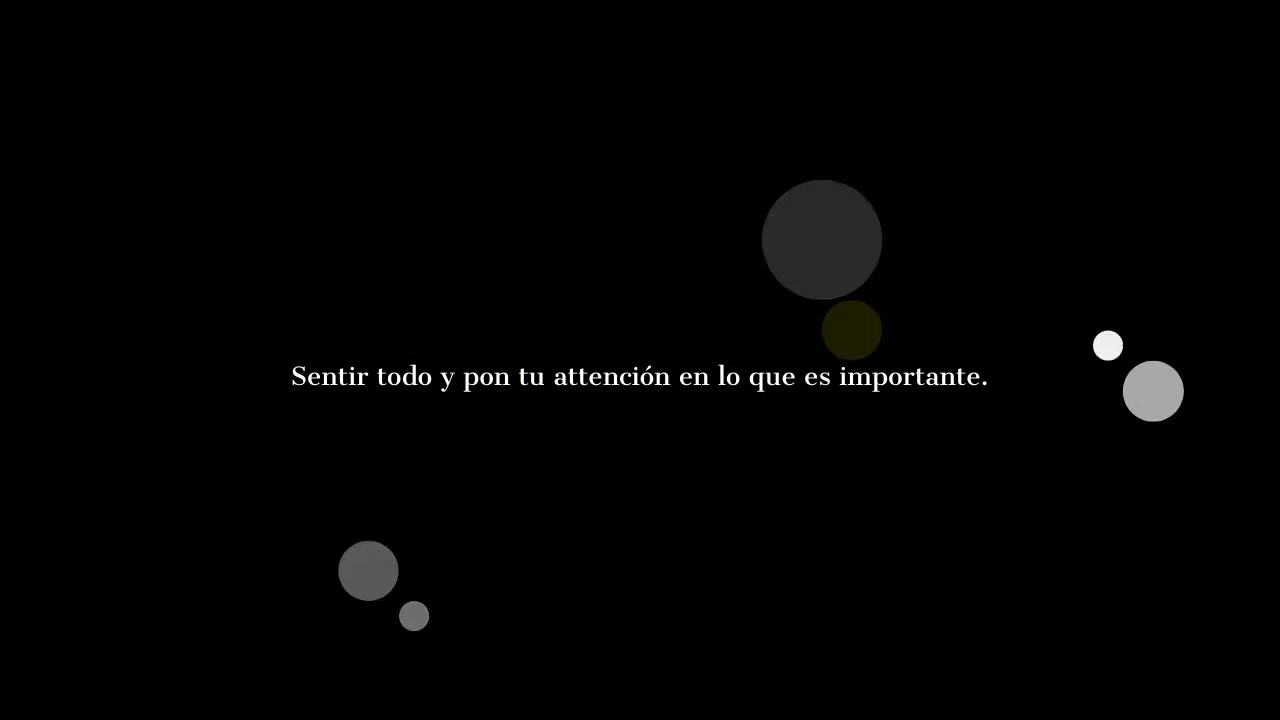 Sentir todo y pon tu attención en lo que es importante.